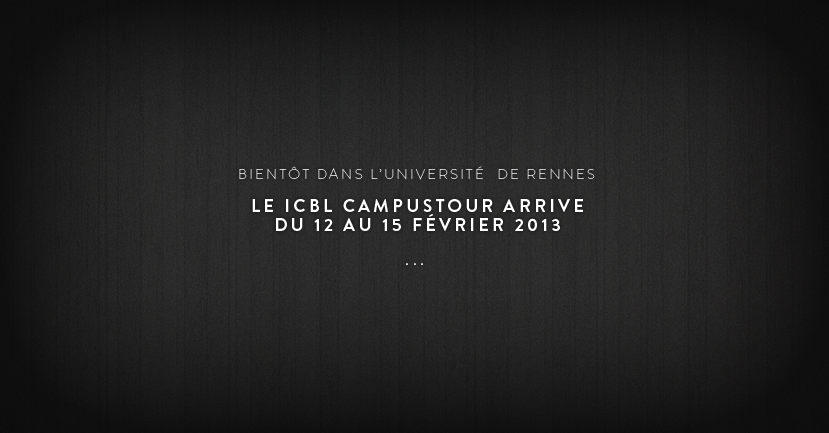 BIENTÔT DANS L'UNIVERSITÉ DE RENNES
LE ICBL CAMPUSTOUR ARRIVE
DU 12 AU 15 FÉVRIER 2013
...